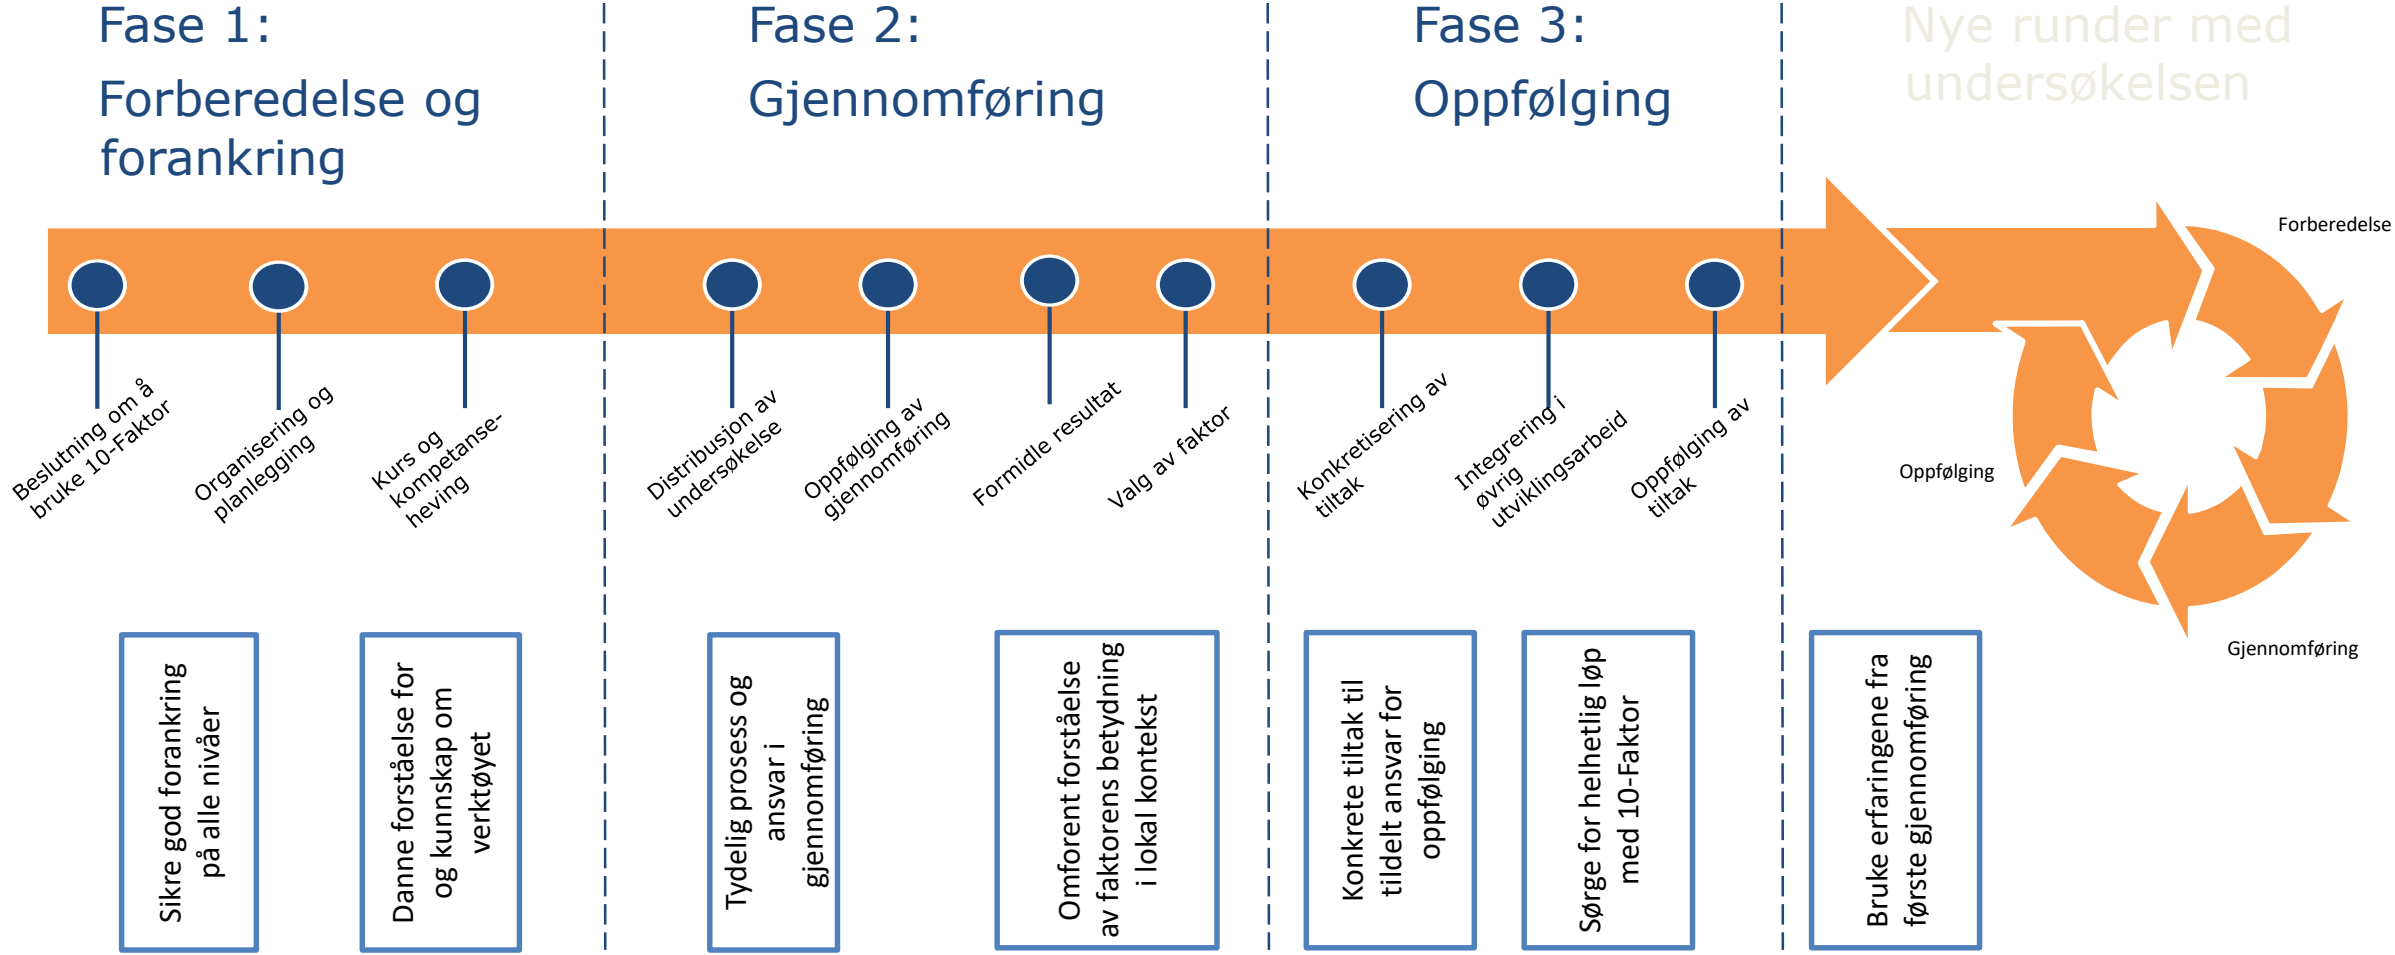 Fase 1:
Forberedelse og
forankring
Fase 2:
Gjennomføring
Fase 3:
Oppfølging
Nye runder med
undersøkelsen
Beslutning om å
bruke 10-Faktor
Organisering og
planlegging
Kurs og
kompetanse-
heving
Distribusjon av
undersøkelse
Oppfølging av
gjennomføring
Formidle resultat
Valg av faktor
Konkretisering av
tiltak
Integrering i
øvrig
utviklingsarbeid
Oppfølging av
tiltak
Forberedelse
Oppfølging
Gjennomføring
Sikre god forankring
på alle nivåer
Danne forståelse for
og kunnskap om
verktøyet
Tydelig prosess og
ansvar i
gjennomføring
Omforent forståelse
av faktorens betydning
i lokal kontekst
Konkrete tiltak til
tildelt ansvar for
oppfølging
Sørge for helhetlig løp
med 10-Faktor
Bruke erfaringene fra
første gjennomføring